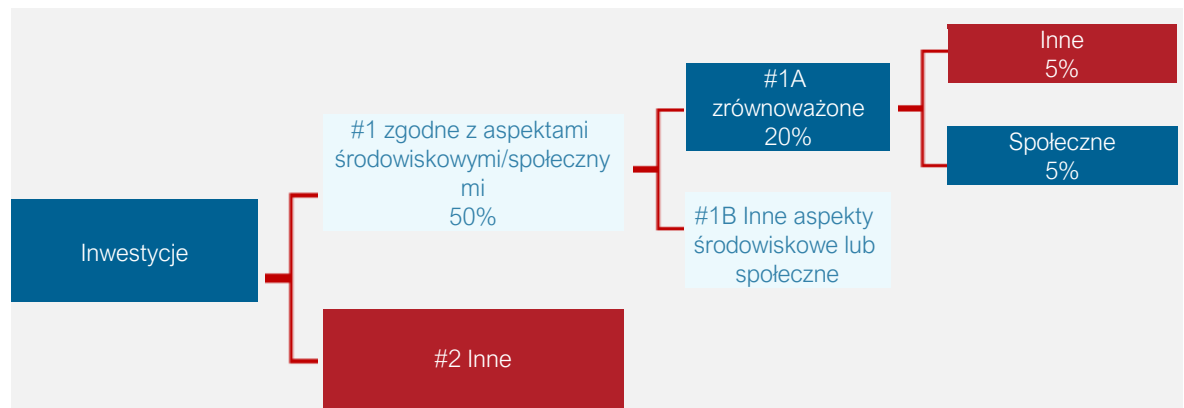 Inwestycje
#1 zgodne z aspektami
środowiskowymi/społeczny
mi
50%
#2 Inne
#1A
zrównoważone
20%
#1B Inne aspekty
środowiskowe lub
społeczne
Inne
5%
Społeczne
5%